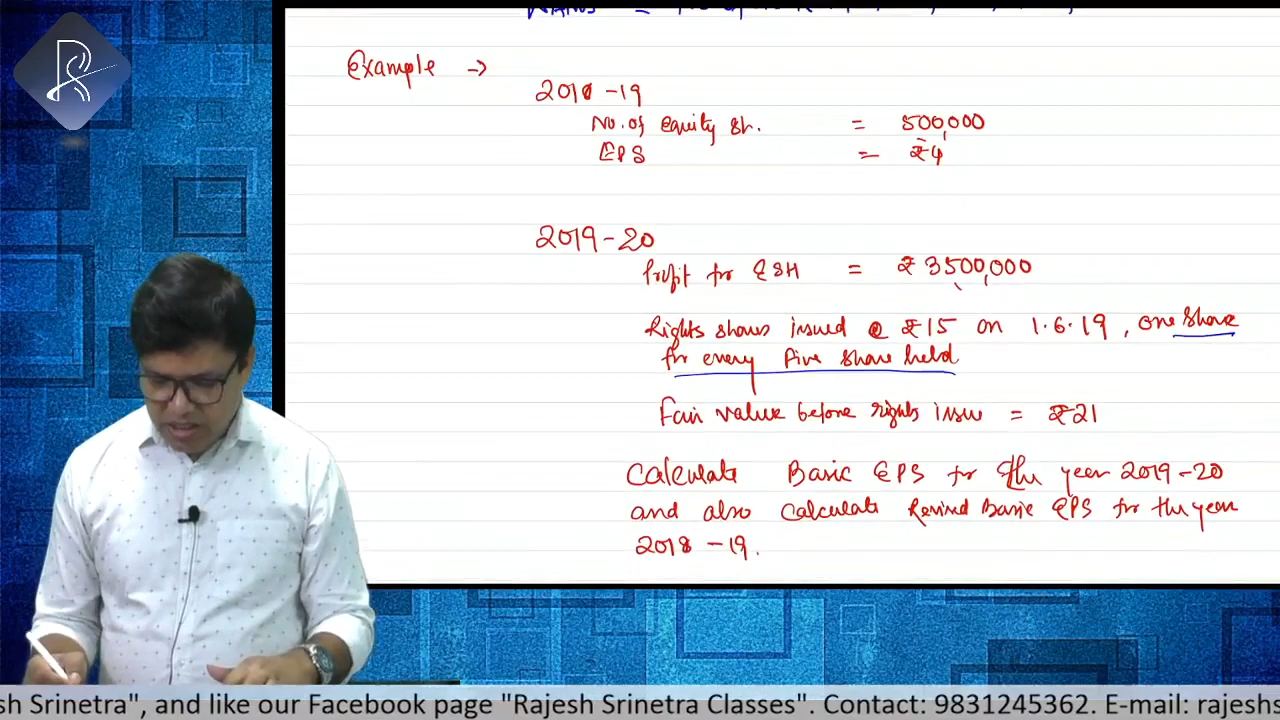 Example →
2018 -19
No. of equity sh. = 500,000
EPS = ₹4
2019-20
Profit for ESH = ₹3500,000
Rights shares issued @ ₹15 on 1.6.19, one share
for every five share held
Fair value before rights issue = ₹21
Calculate Basic EPS for the year 2019-20
and also calculate Revised Basic EPS for the year
2018 -19.
sh Srinetra", and like our Facebook page "Rajesh Srinetra Classes". Contact: 9831245362. E-mail: rajeshs